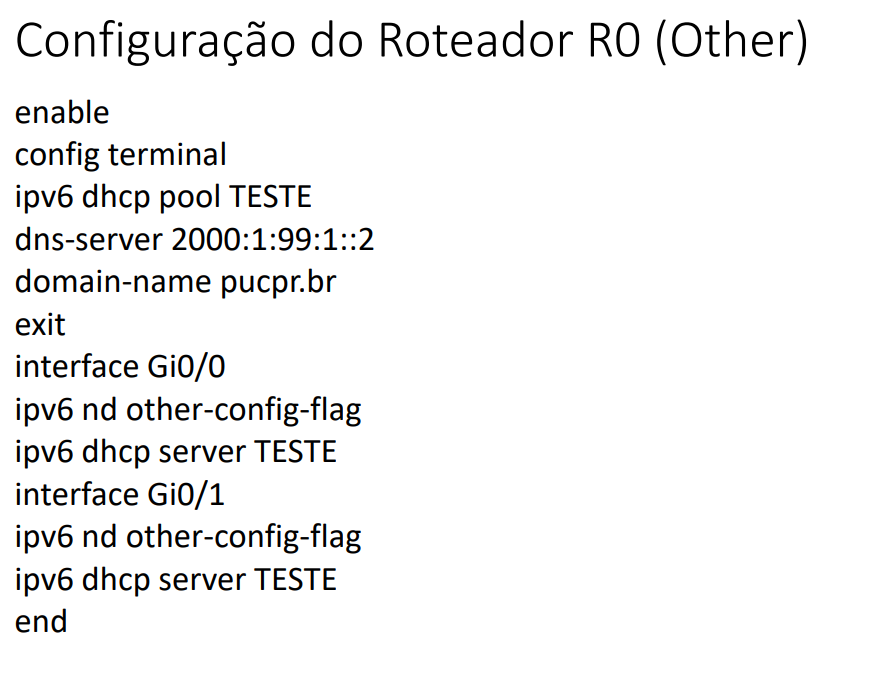 Configuração do Roteador R0 (Other)
enable
config terminal
ipv6 dhcp pool TESTE
dns-server 2000:1:99:1::2
domain-name pucpr.br
exit
interface Gi0/0
ipv6 nd other-config-flag
ipv6 dhcp server TESTE
interface Gi0/1
ipv6 nd other-config-flag
ipv6 dhcp server TESTE
end